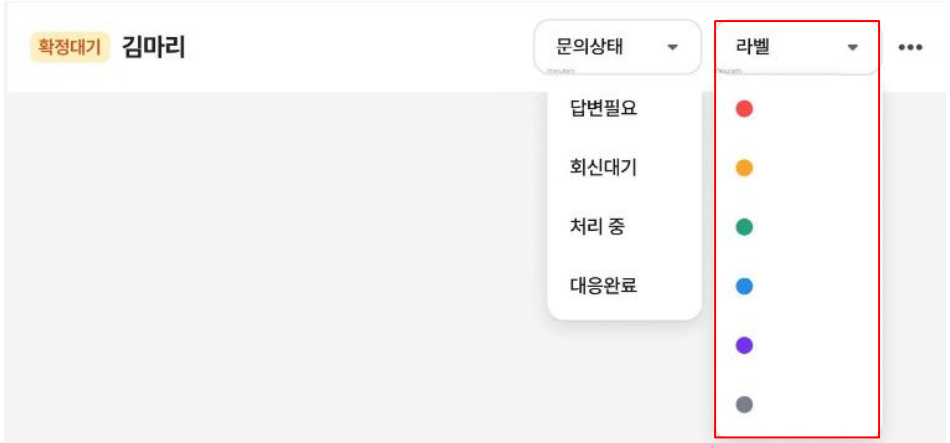 확정대기 김마리
문의상태
라벨
답변필요
회신대기
처리 중
대응완료